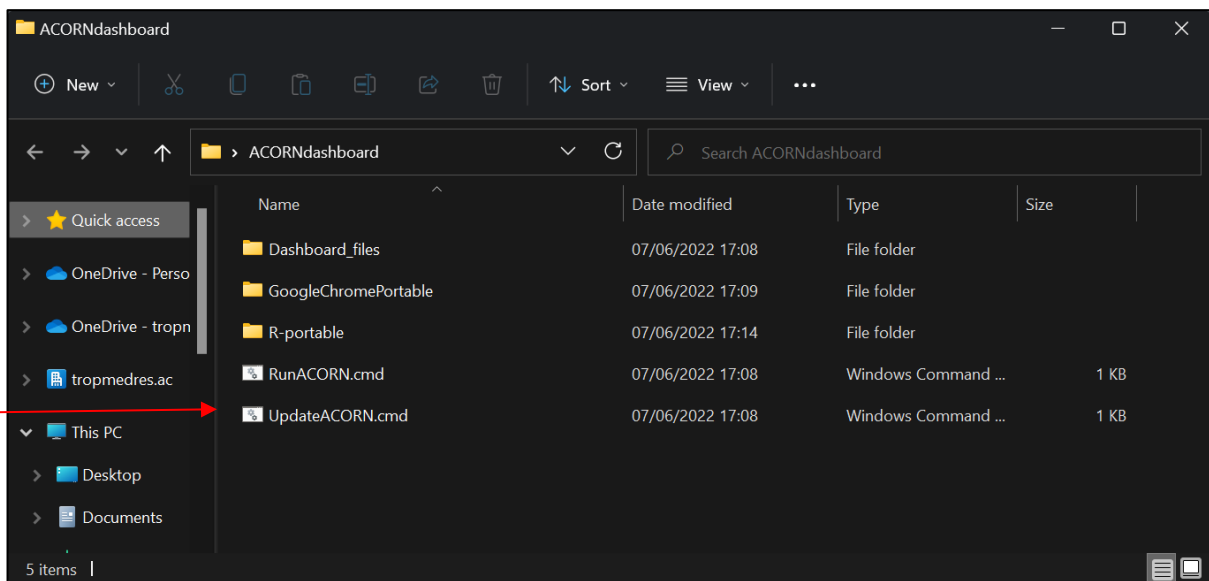 ACORNdashboard
New
Sort
View
ACORNdashboard
Search ACORNdashboard
Name Date modified Type Size
Quick access
OneDrive - Perso
OneDrive - tropn
tropmedres.ac
This PC
Desktop
Documents
Dashboard_files 07/06/2022 17:08 File folder
GoogleChromePortable 07/06/2022 17:09 File folder
R-portable 07/06/2022 17:14 File folder
RunACORN.cmd 07/06/2022 17:08 Windows Command ... 1 KB
UpdateACORN.cmd 07/06/2022 17:08 Windows Command ... 1 KB
5 items